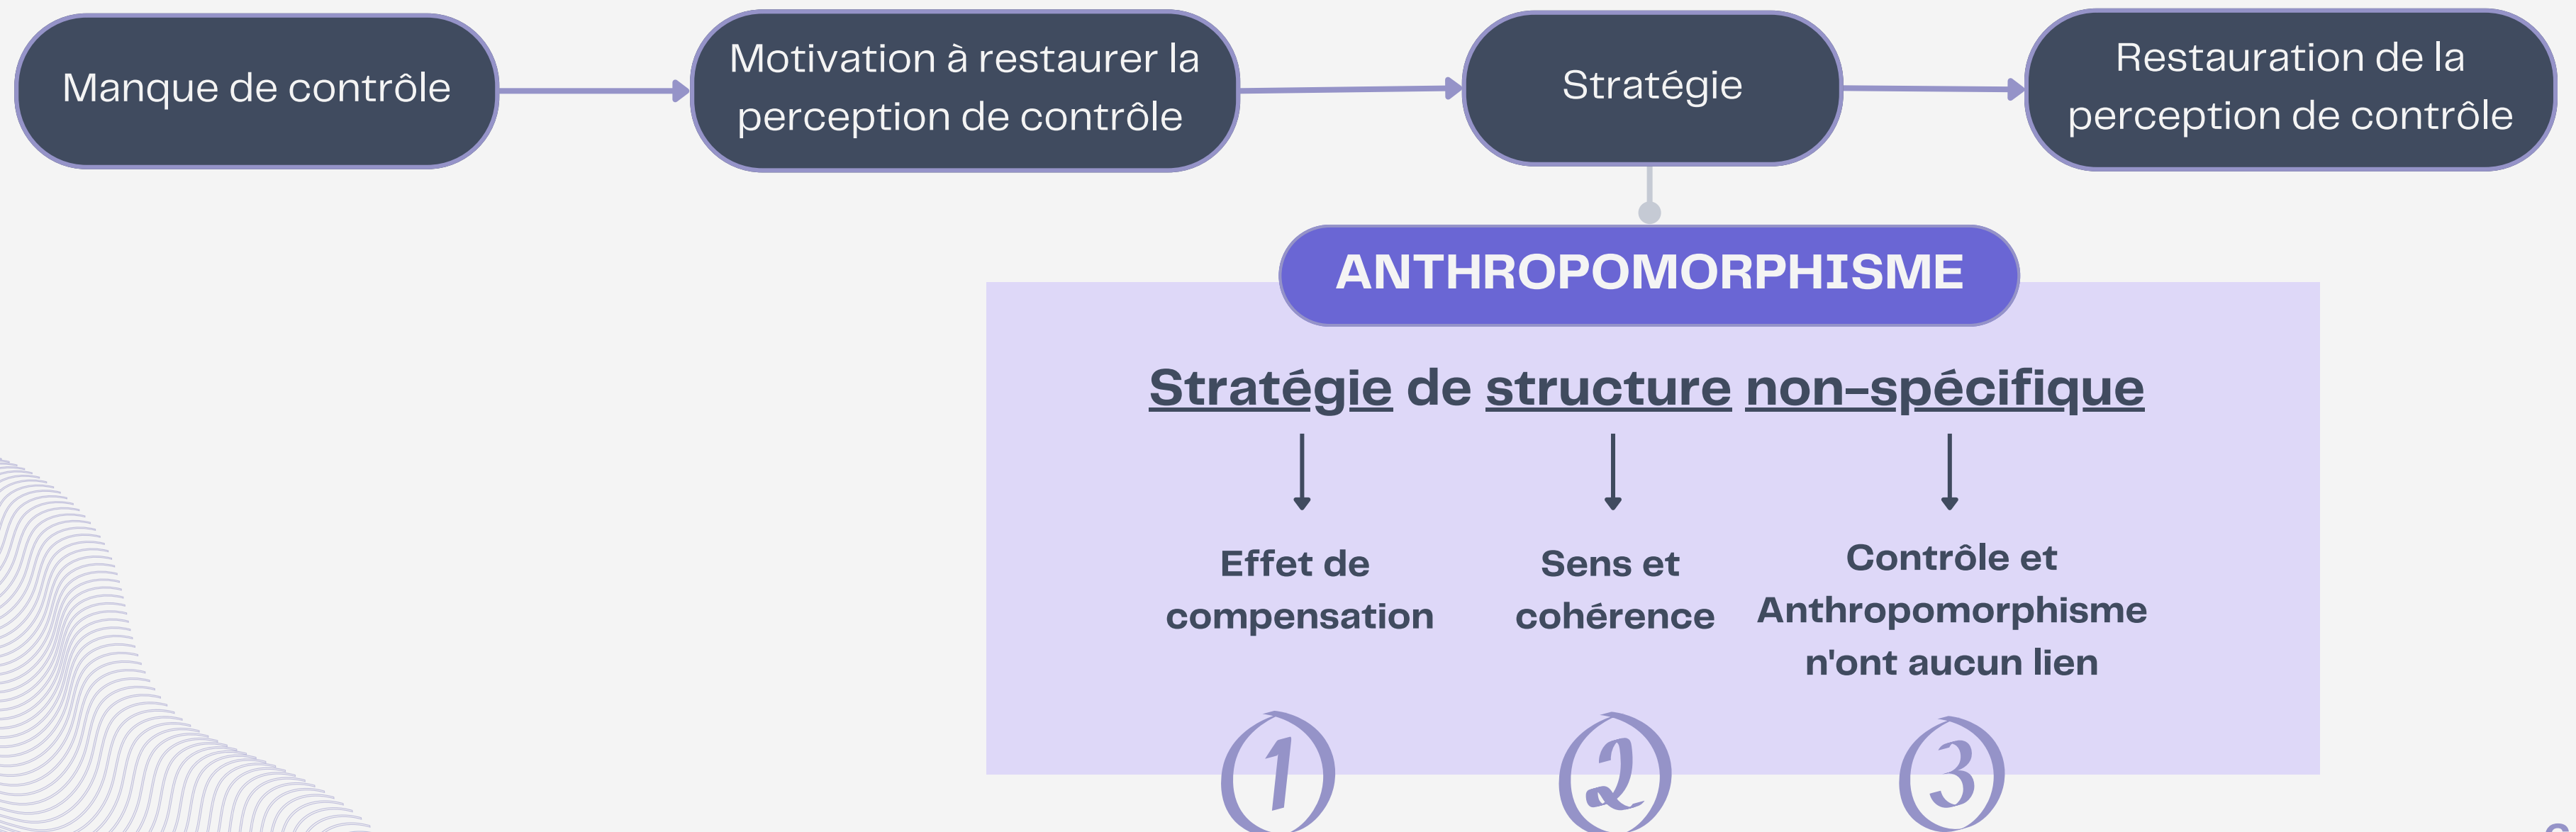 Manque de contrôle
Motivation à restaurer la
perception de contrôle
Stratégie
Restauration de la
perception de contrôle
ANTHROPOMORPHISME
Stratégie de structure non-spécifique
Effet de
compensation
Sens et
cohérence
Contrôle et
Anthropomorphisme
n'ont aucun lien
1
2
3